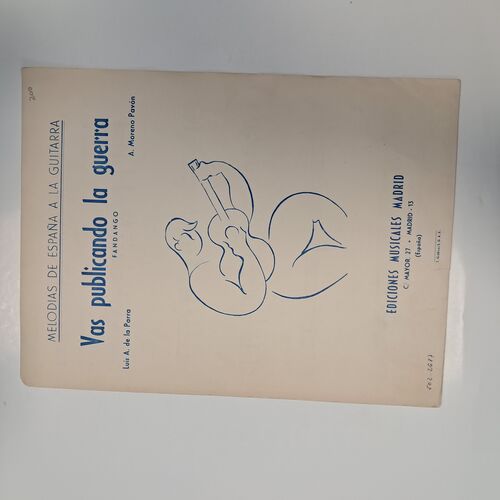 200
MELODIAS DE ESPAÑA A LA GUITARRA
Vas publicando la guerra
FANDANGO
Luis A. de la Parra
A. Moreno Pavón
EDICIONES MUSICALES MADRID
C/ MAYOR, 27 • MADRID - 13
(España)